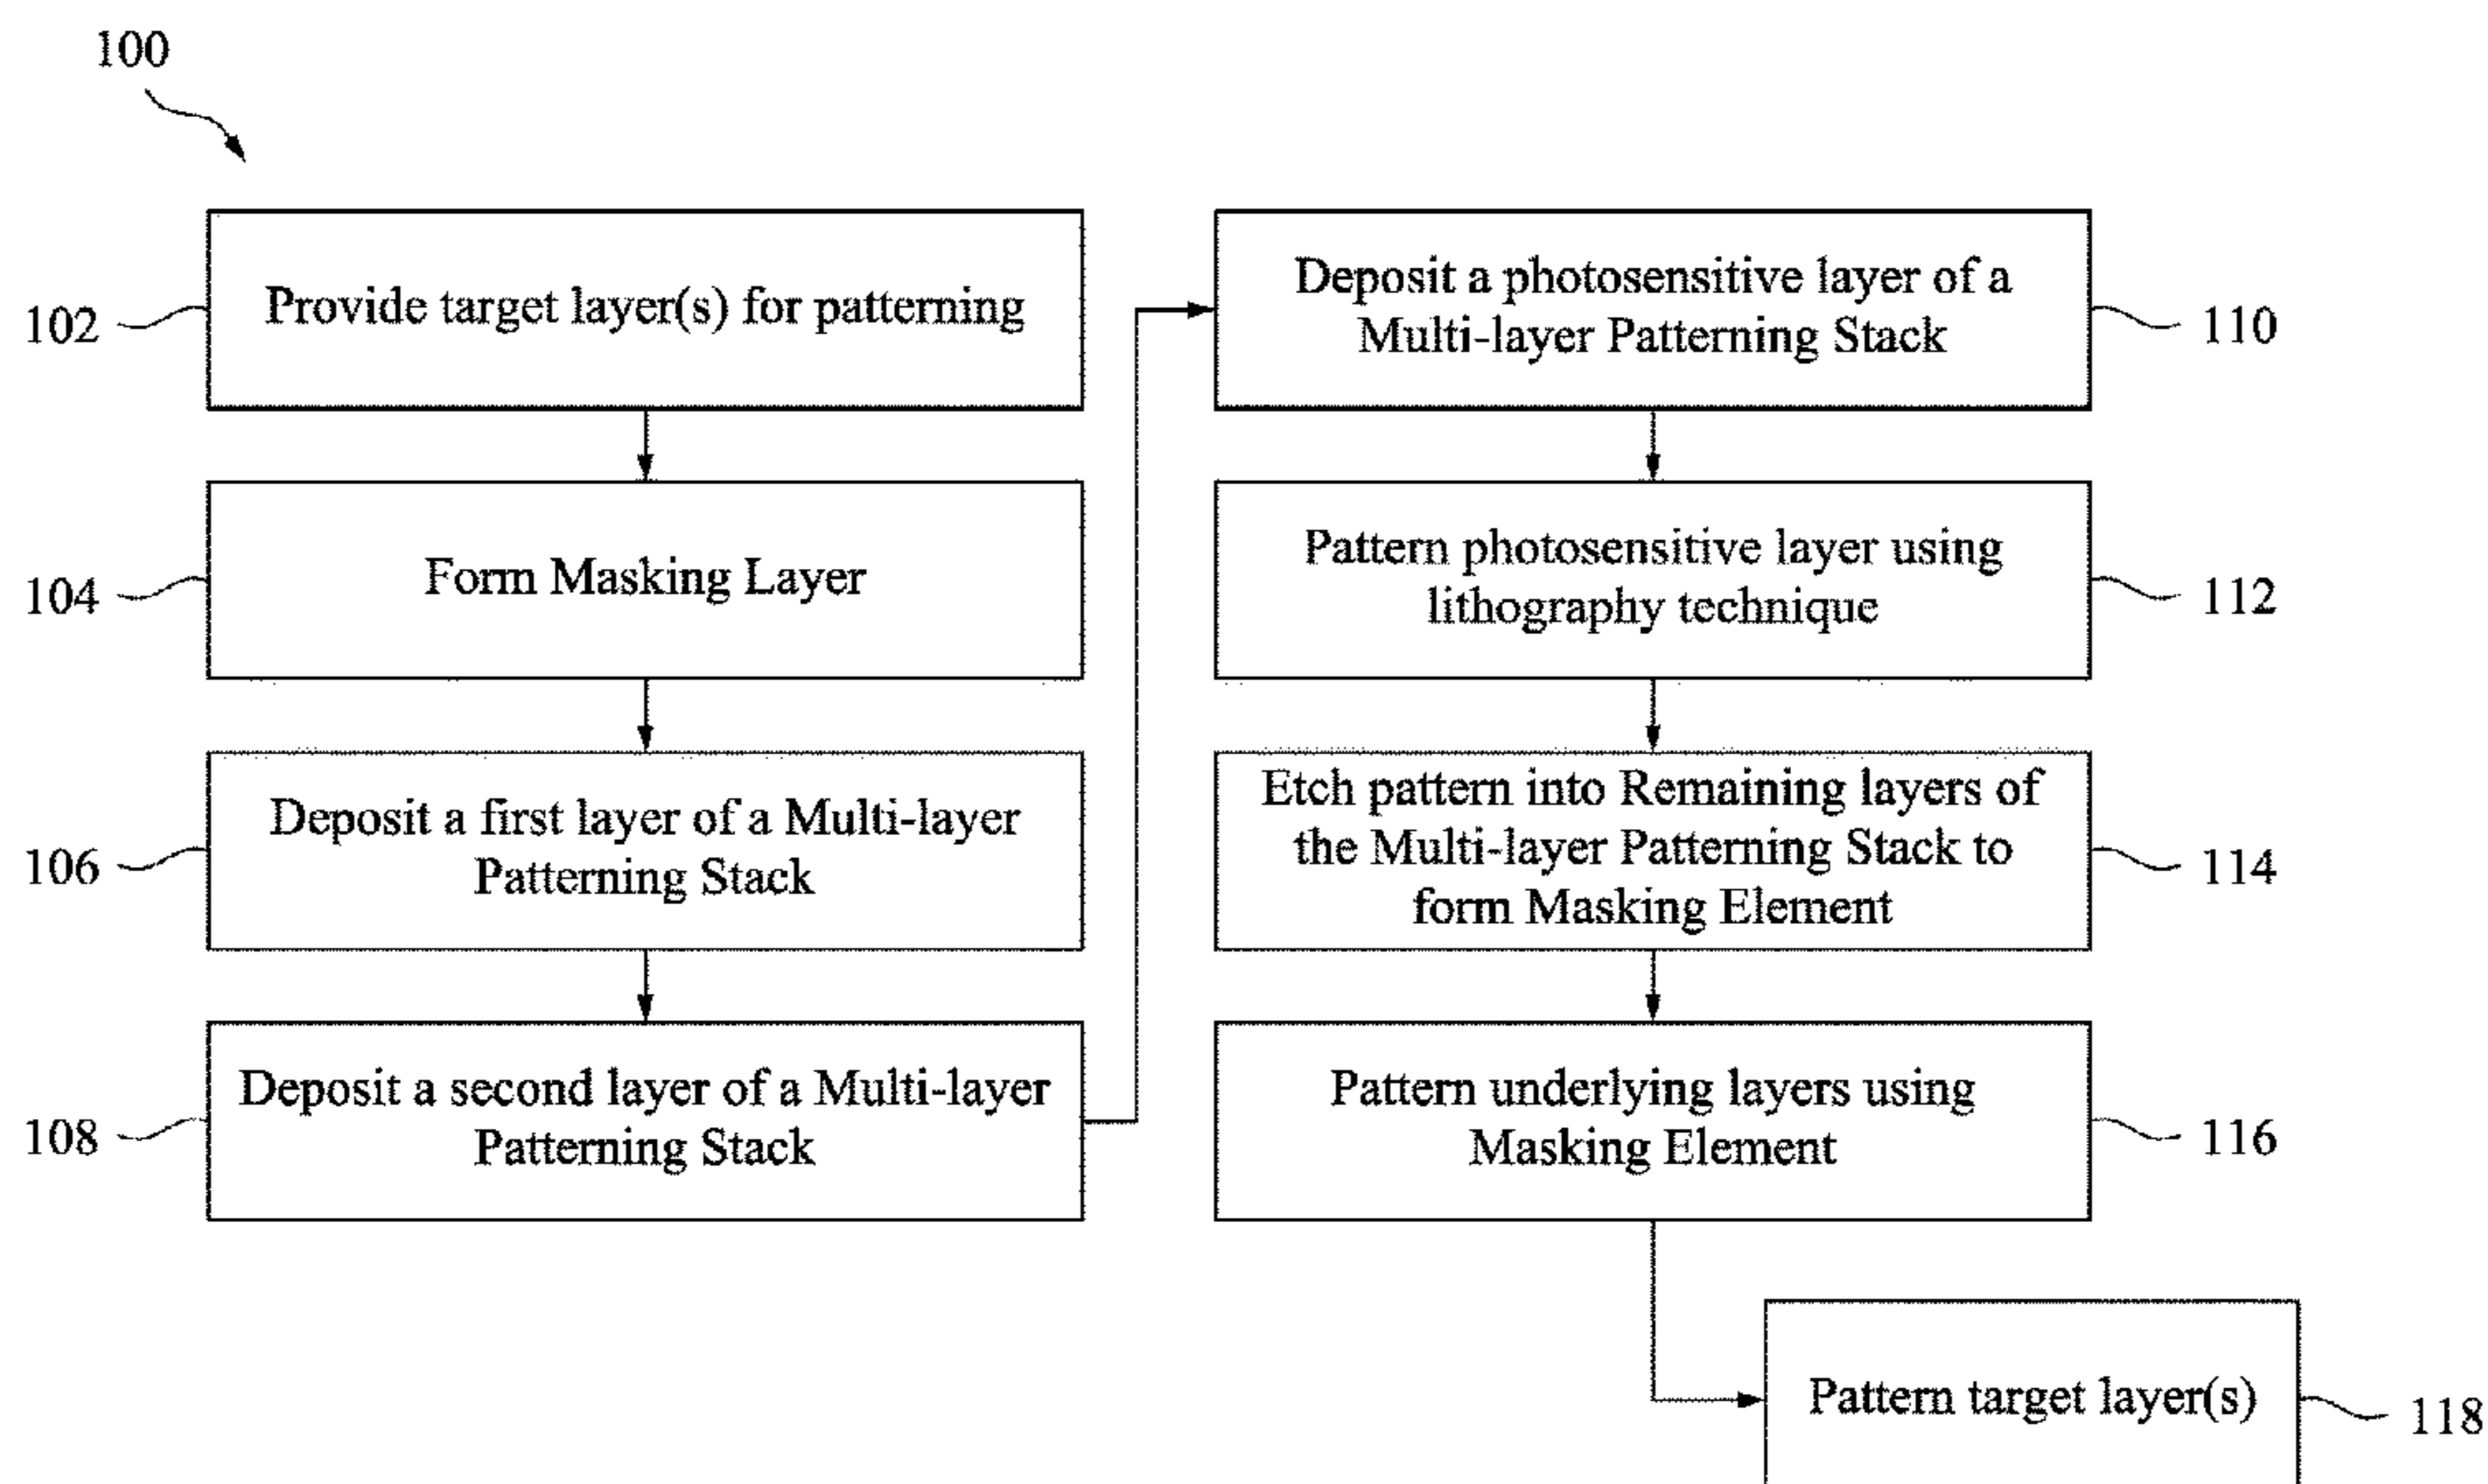 100
102
Provide target layer(s) for patterning
104
Form Masking Layer
106
Deposit a first layer of a Multi-layer
Patterning Stack
108
Deposit a second layer of a Multi-layer
Patterning Stack
Deposit a photosensitive layer of a
Multi-layer Patterning Stack
110
Pattern photosensitive layer using
lithography technique
112
Etch pattern into Remaining layers of
the Multi-layer Patterning Stack to
form Masking Element
114
Pattern underlying layers using
Masking Element
116
Pattern target layer(s)
118